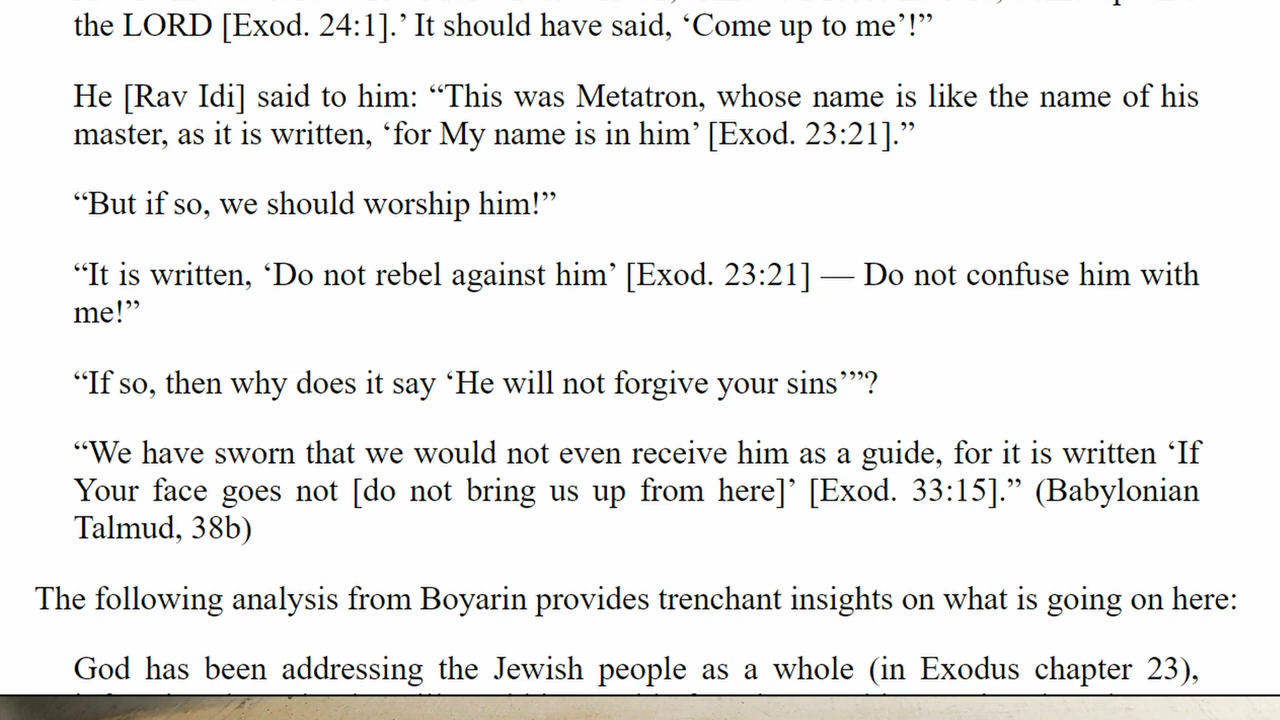 the LORD [Exod. 24:1].’ It should have said, ‘Come up to me’!”
He [Rav Idi] said to him: “This was Metatron, whose name is like the name of his
master, as it is written, ‘for My name is in him’ [Exod. 23:21].”
“But if so, we should worship him!”
“It is written, ‘Do not rebel against him’ [Exod. 23:21] — Do not confuse him with
me!”
“If so, then why does it say ‘He will not forgive your sins’”?
“We have sworn that we would not even receive him as a guide, for it is written ‘If
Your face goes not [do not bring us up from here]’ [Exod. 33:15].” (Babylonian
Talmud, 38b)
The following analysis from Boyarin provides trenchant insights on what is going on here:
God has been addressing the Jewish people as a whole (in Exodus chapter 23),